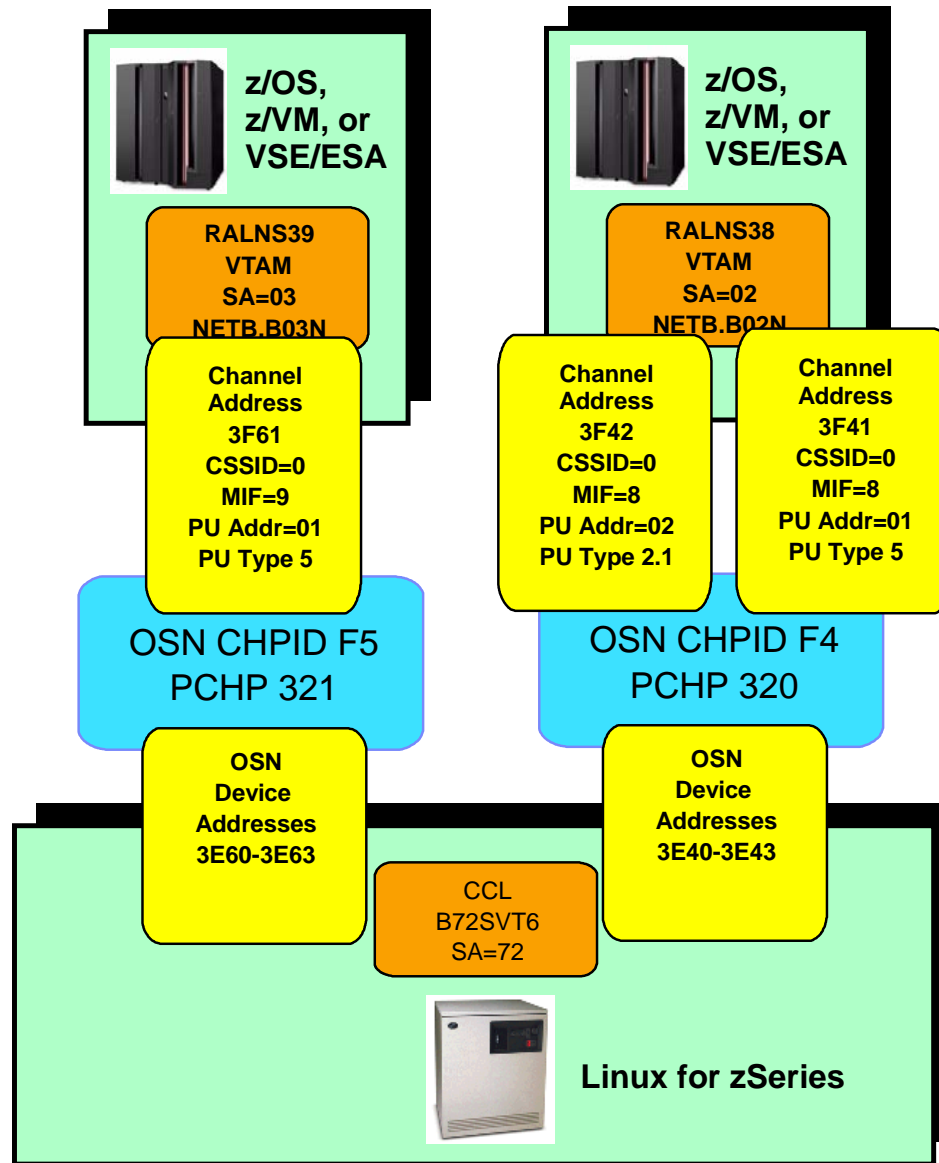 z/OS,
z/VM, or
VSE/ESA
RALNS39
VTAM
SA=03
NETB.B03N
Channel
Address
3F61
CSSID=0
MIF=9
PU Addr=01
PU Type 5
OSN CHPID F5
PCHP 321
OSN
Device
Addresses
3E60-3E63
z/OS,
z/VM, or
VSE/ESA
RALNS38
VTAM
SA=02
NETB.B02N
Channel
Address
3F42
CSSID=0
MIF=8
PU Addr=02
PU Type 2.1
Channel
Address
3F41
CSSID=0
MIF=8
PU Addr=01
PU Type 5
OSN CHPID F4
PCHP 320
OSN
Device
Addresses
3E40-3E43
CCL
B72SVT6
SA=72
Linux for zSeries